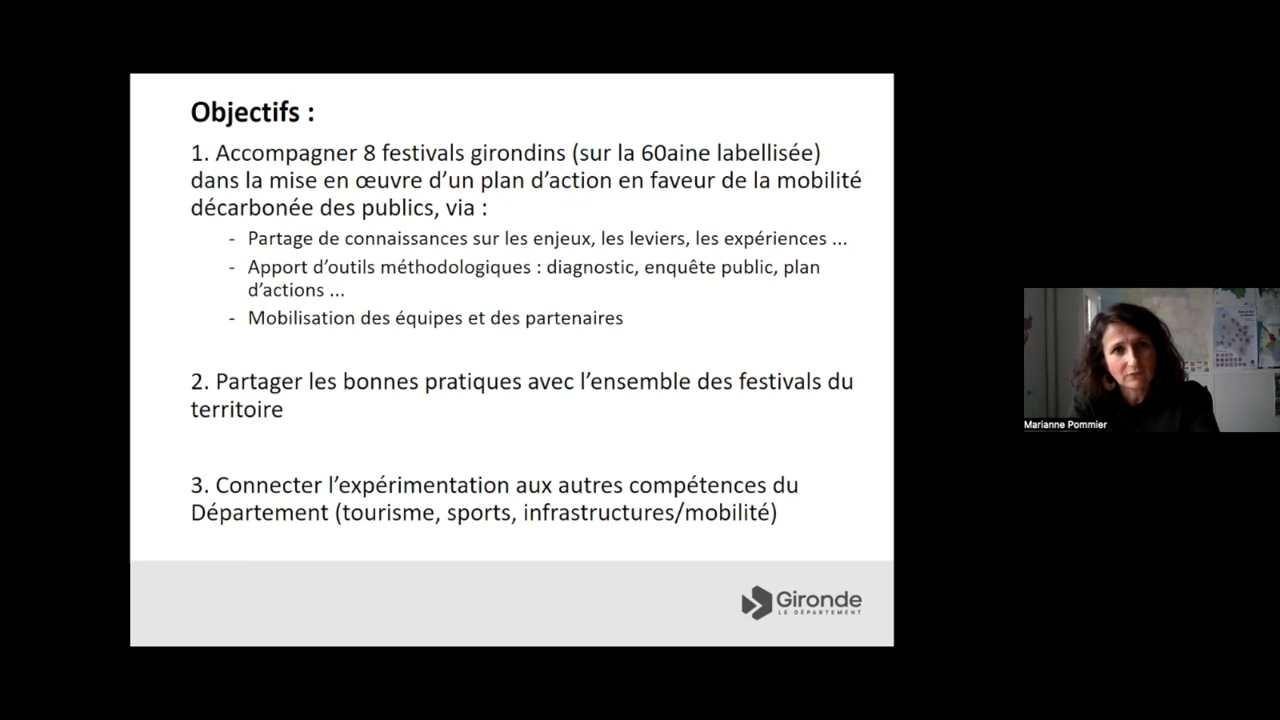 Objectifs :
1. Accompagner 8 festivals girondins (sur la 60aine labellisée)
dans la mise en œuvre d’un plan d’action en faveur de la mobilité
décarbonée des publics, via :
- Partage de connaissances sur les enjeux, les leviers, les expériences ...
- Apport d’outils méthodologiques : diagnostic, enquête public, plan
d’actions ...
- Mobilisation des équipes et des partenaires
2. Partager les bonnes pratiques avec l’ensemble des festivals du
territoire
3. Connecter l’expérimentation aux autres compétences du
Département (tourisme, sports, infrastructures/mobilité)
Gironde
LE DÉPARTEMENT
Marianne Pommier